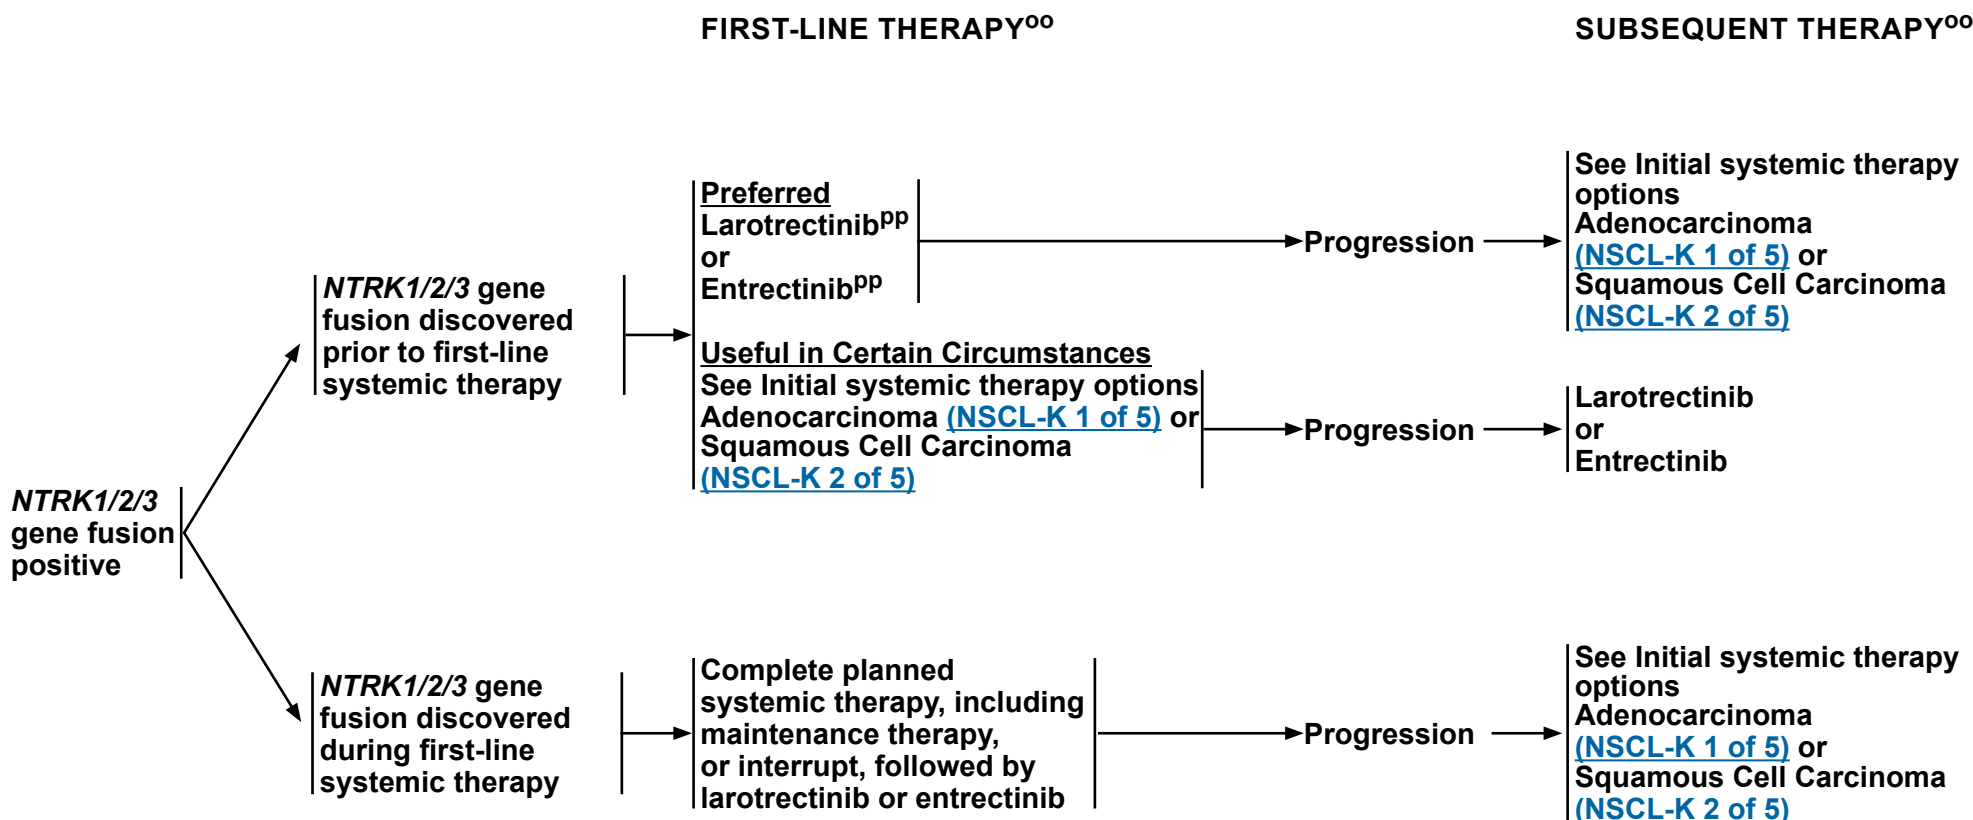 FIRST-LINE THERAPYoo
SUBSEQUENT THERAPYoo
NTRK1/2/3
gene fusion
positive
NTRK1/2/3 gene
fusion discovered
prior to first-line
systemic therapy
Preferred
Larotrectinibpp
or
Entrectinibpp
Progression
See Initial systemic therapy
options
Adenocarcinoma
(NSCL-K 1 of 5) or
Squamous Cell Carcinoma
(NSCL-K 2 of 5)
Useful in Certain Circumstances
See Initial systemic therapy options
Adenocarcinoma (NSCL-K 1 of 5) or
Squamous Cell Carcinoma
(NSCL-K 2 of 5)
Progression
Larotrectinib
or
Entrectinib
NTRK1/2/3 gene
fusion discovered
during first-line
systemic therapy
Complete planned
systemic therapy, including
maintenance therapy,
or interrupt, followed by
larotrectinib or entrectinib
Progression
See Initial systemic therapy
options
Adenocarcinoma
(NSCL-K 1 of 5) or
Squamous Cell Carcinoma
(NSCL-K 2 of 5)